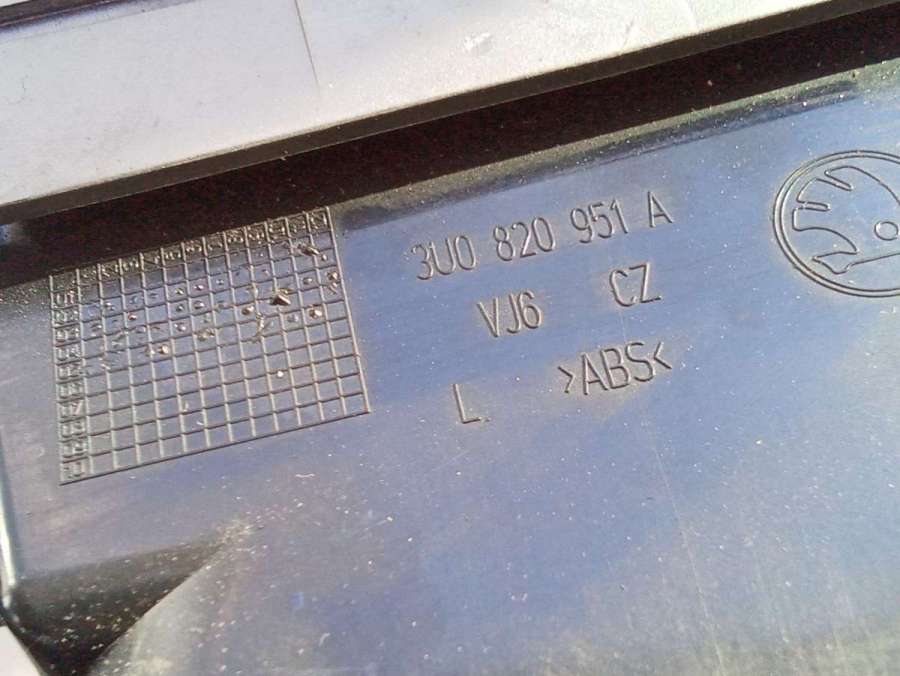 3U0 820 951 A
VJ6 CZ
L. >ABS<